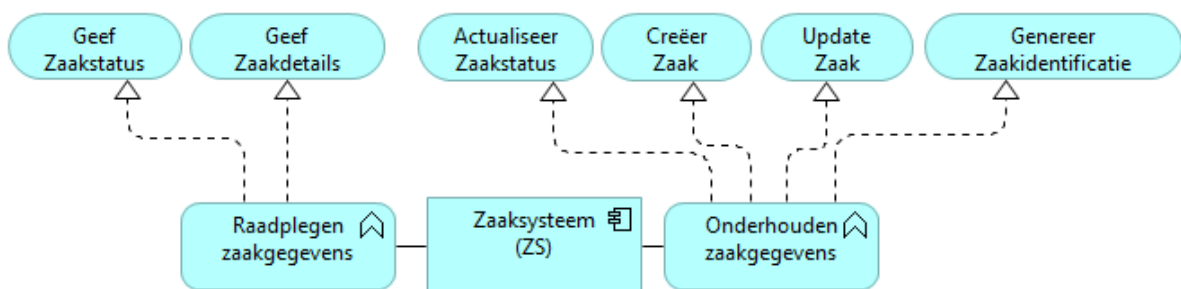 Geef
Zaakstatus
Geef
Zaakdetails
Actualiseer
Zaakstatus
Creëer
Zaak
Update
Zaak
Genereer
Zaakidentificatie
Raadplegen
zaakgegevens
Zaaksysteem
(ZS)
Onderhouden
zaakgegevens